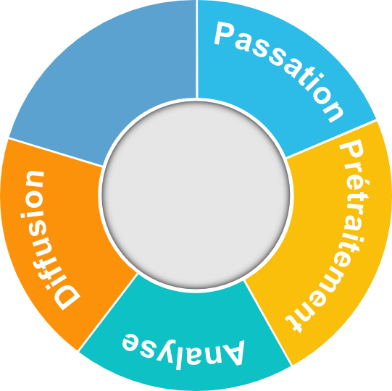 Passation
Prétraitement
Analyse
Diffusion